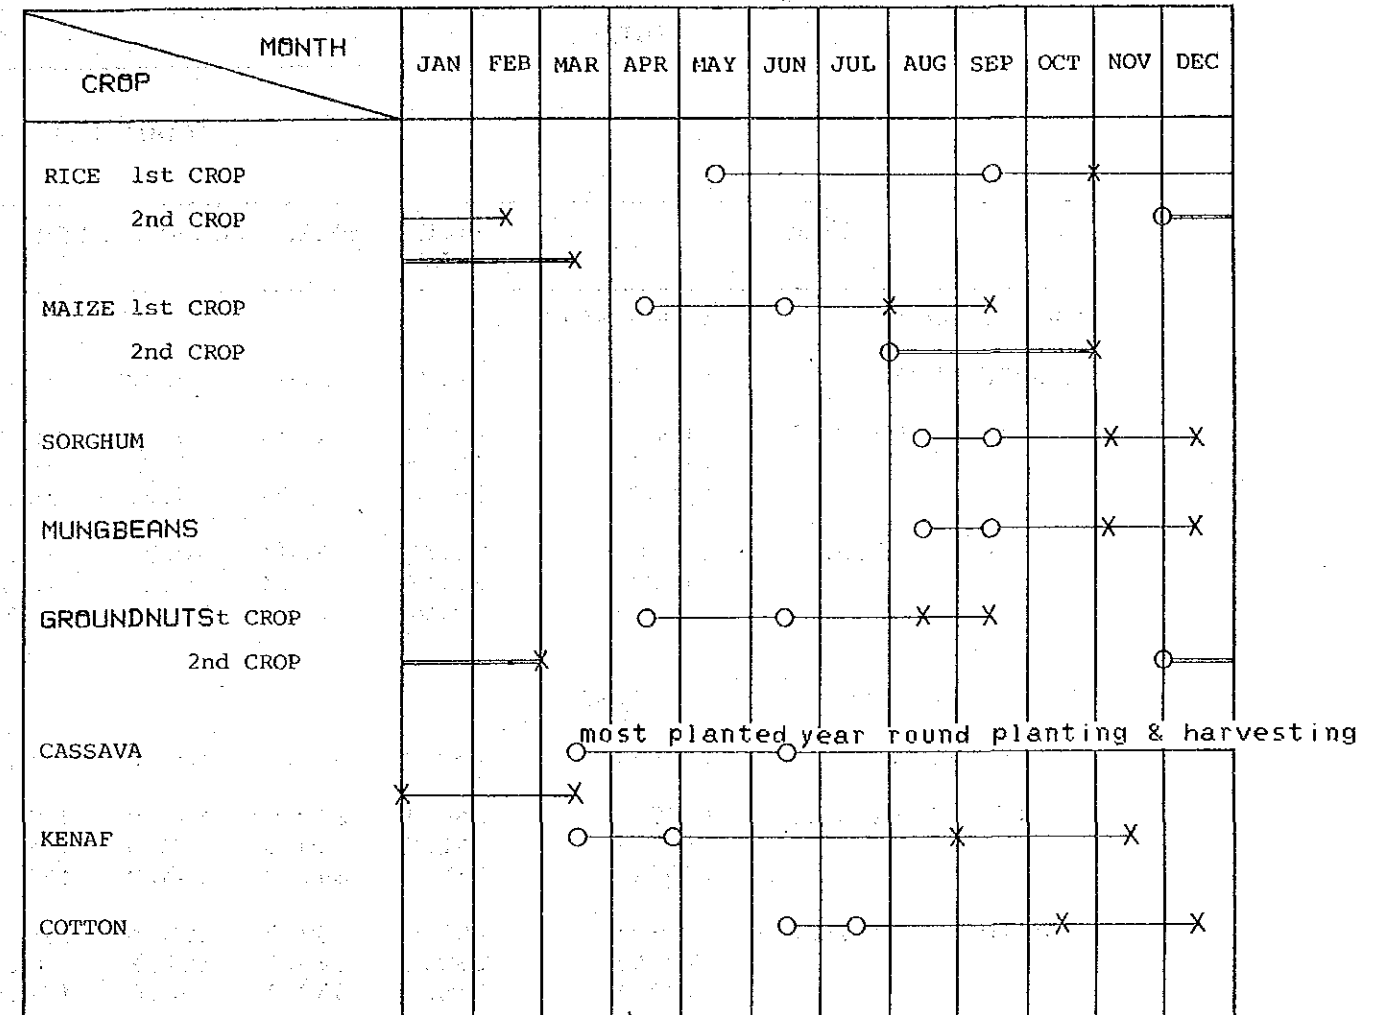 MONTH
CROP
JAN FEB MAR APR MAY JUN JUL AUG SEP OCT NOV DEC
RICE 1st CROP
2nd CROP
MAIZE 1st CROP
2nd CROP
SORGHUM
MUNGBEANS
GROUNDNUTSt CROP
2nd CROP
most planted year round planting & harvesting
CASSAVA
KENAF
COTTON